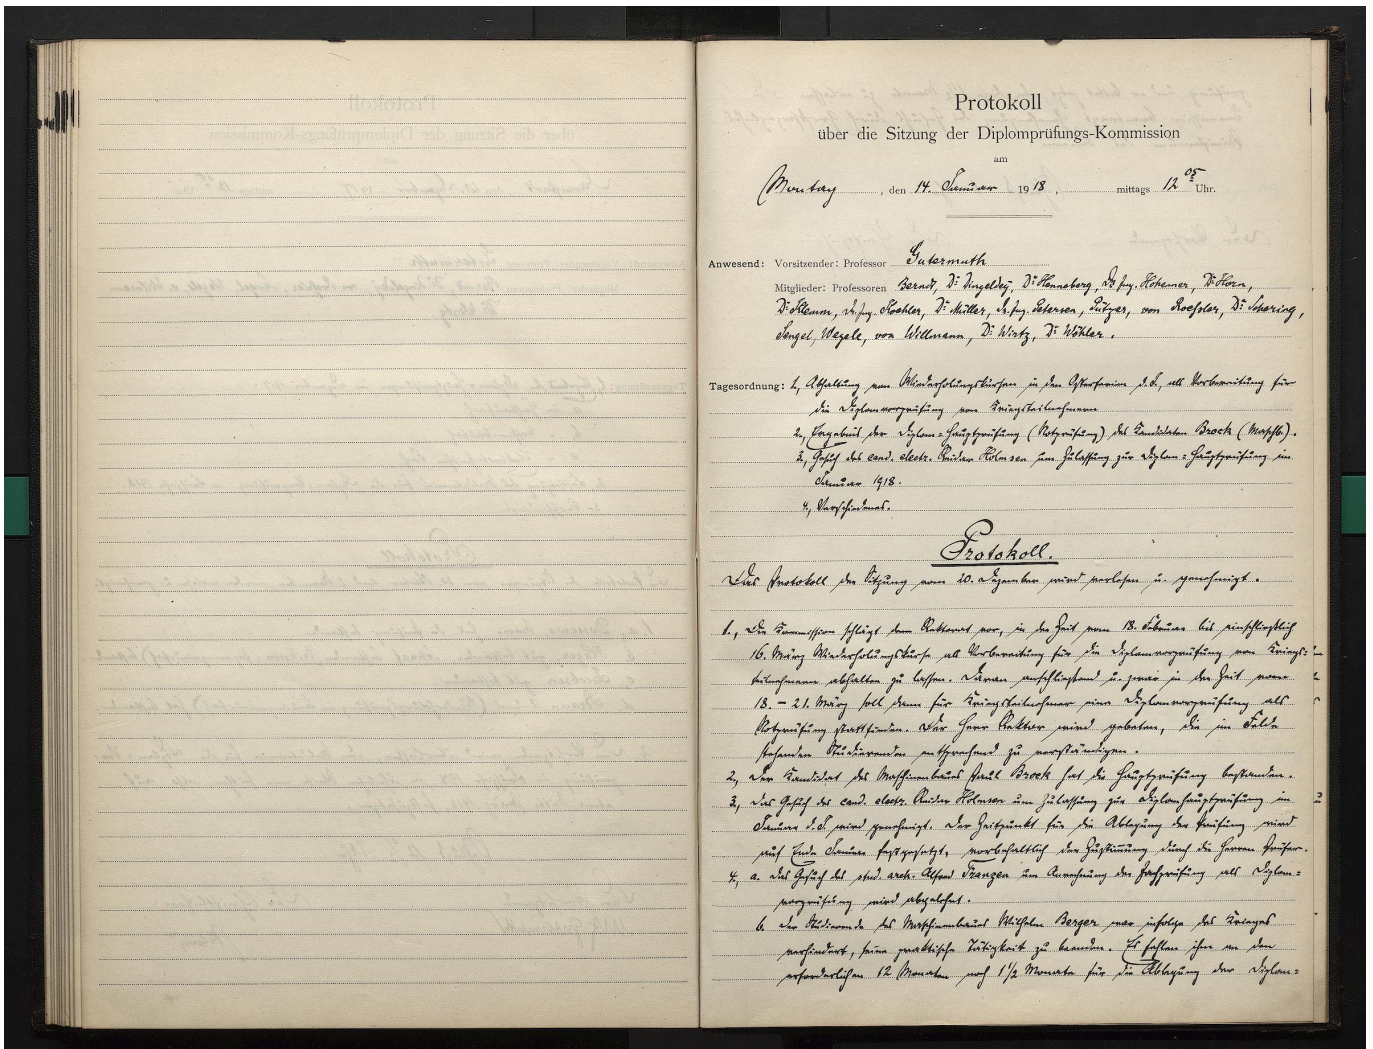 Protokoll
über die Sitzung der Diplomprüfungs-Kommission
am
Montag, den 14. Januar 1918, mittags 12 05 Uhr.
Anwesend: Vorsitzender: Professor Gutermuth
Mitglieder: Professoren Berndt, Dr. Dingeldey, Dr. Henneberg, Dr. Ing. Hohenner, Dr. Horn,
Dr. Klemm, Dr. Ing. Koehler, Dr. Müller, Dr. Ing. Petersen, Pützer, von Roeßler, Dr. Schering,
Sengel, Wegele, von Willmann, Dr. Wirtz, Dr. Wöhler.
Tagesordnung: 1., Abhaltung von Wiederholungskursen in den Osterferien d. J., als Vorbereitung für
die Diplomvorprüfung von Kriegsteilnehmern
2., Ergebnis der Diplom=Hauptprüfung (Notprüfung) des Kandidaten Brock (Maschb.).
3., Gesuch des cand. electr. Reidar Holmsen um Zulassung zur Diplom=Hauptprüfung im
Januar 1918.
4., Verschiedenes.
Protokoll.
Das Protokoll der Sitzung vom 20. Dezember wird verlesen u. genehmigt.
1., Die Kommission schlägt dem Rektorat vor, in der Zeit vom 18. Februar bis einschließlich
16. März Wiederholungskurse als Vorbereitung für die Diplomvorprüfung von Kriegs=
teilnehmern abhalten zu lassen. Daran anschließend u. zwar in der Zeit vom
18. - 21. März soll dann für Kriegsteilnehmer eine Diplomvorprüfung als
Notprüfung stattfinden. Der Herr Rektor wird gebeten, die im Felde
stehenden Studierenden entsprechend zu verständigen.
2., Der Kandidat des Maschinenbaues Paul Brock hat die Hauptprüfung bestanden.
3., Das Gesuch des cand. electr. Reidar Holmsen um Zulassung zur Diplomhauptprüfung im
Januar d. J. wird genehmigt. Der Zeitpunkt für die Ablegung der Prüfung wird
auf Ende Januar festgesetzt, vorbehaltlich der Zustimmung durch die Herren Prüfer.
4., a. Das Gesuch des stud. arch. Alfred Franzen um Anrechnung der Fachprüfung als Diplom=
vorprüfung wird abgelehnt.
b. Der Studierende des Maschinenbaues Wilhelm Berger war infolge des Krieges
verhindert, seine praktische Tätigkeit zu beenden. Es fehlen ihm an den
erforderlichen 12 Monaten noch 1 1/2 Monate für die Ablegung der Diplom=